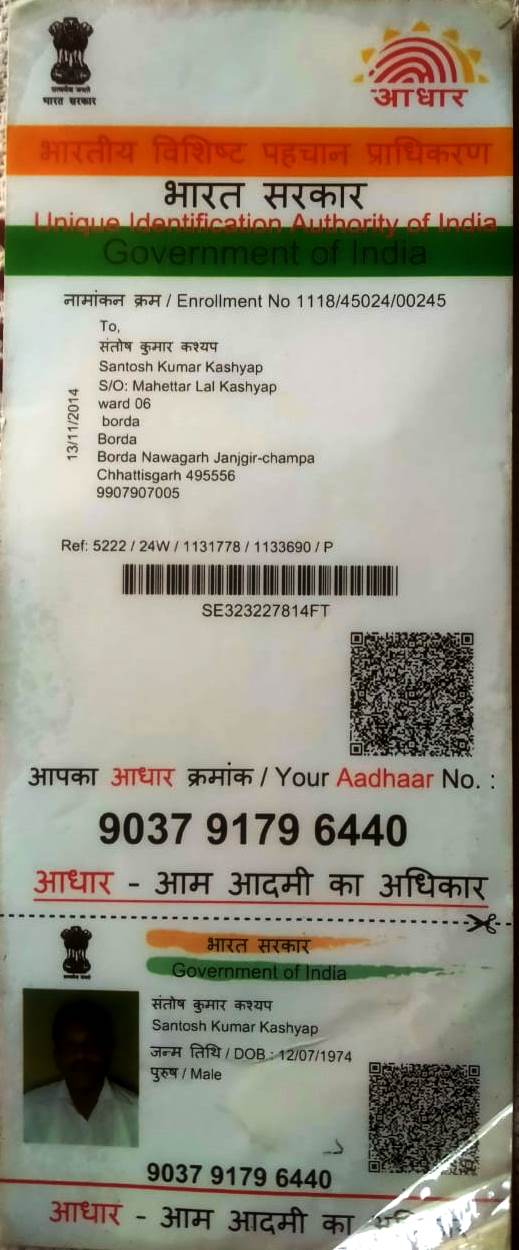 सत्यमेव जयते
भारत सरकार
आधार
भारतीय विशिष्ट पहचान प्राधिकरण
भारत सरकार
Unique Identification Authority of India
Government of India
नामांकन क्रम / Enrollment No 1118/45024/00245
To,
संतोष कुमार कश्यप
Santosh Kumar Kashyap
S/O: Mahettar Lal Kashyap
ward 06
borda
Borda
Borda Nawagarh Janjgir-champa
Chhattisgarh 495556
9907907005
13/11/2014
Ref: 5222 / 24W / 1131778 / 1133690 / P
SE323227814FT
आपका आधार क्रमांक / Your Aadhaar No. :
9037 9179 6440
आधार - आम आदमी का अधिकार
भारत सरकार
Government of India
संतोष कुमार कश्यप
Santosh Kumar Kashyap
जन्म तिथि / DOB : 12/07/1974
पुरुष / Male
9037 9179 6440
आधार - आम आदमी का